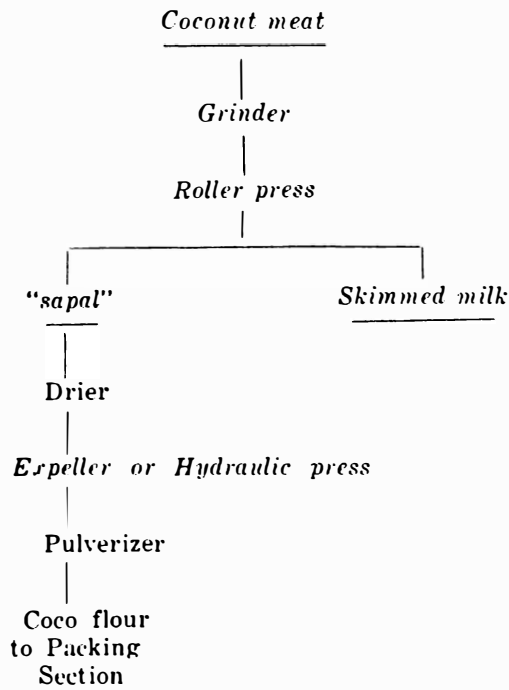 Coconut meat
Grinder
Roller press
“sapal”
Skimmed milk
Drier
Expeller or Hydraulic press
Pulverizer
Coco flour
to Packing
Section